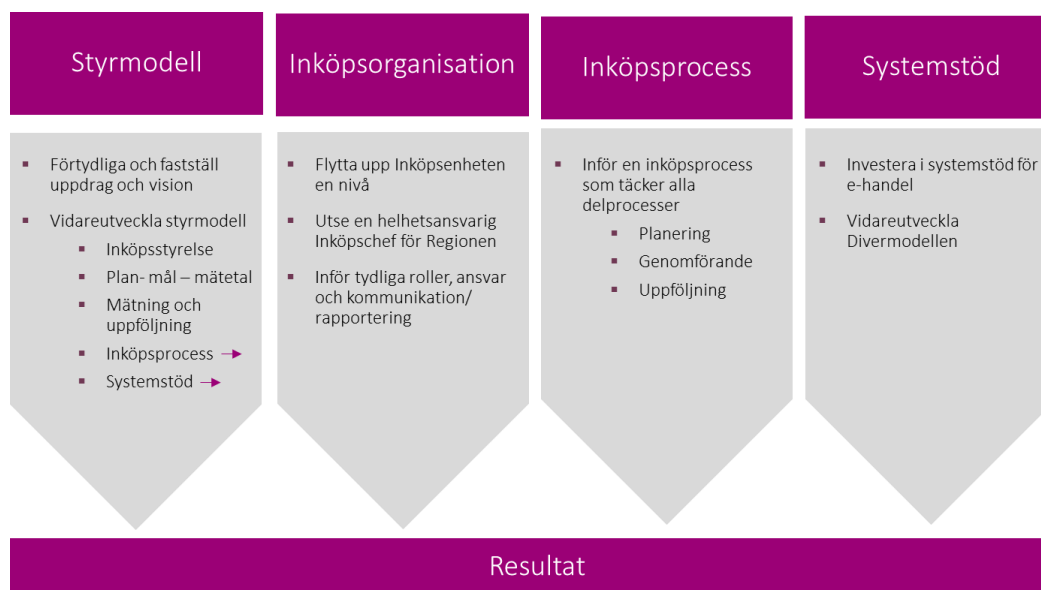 Styrmodell
Förtydliga och fastställ
uppdrag och vision
Vidareutveckla styrmodell
Inköpsstyrelse
Plan- mål – mätetal
Mätning och
uppföljning
Inköpsprocess
Systemstöd
Inköpsorganisation
Flytta upp Inköpsenheten
en nivå
Utse en helhetsansvarig
Inköpschef för Regionen
Inför tydliga roller, ansvar
och kommunikation/
rapportering
Inköpsprocess
Inför en inköpsprocess
som täcker alla
delprocesser
Planering
Genomförande
Uppföljning
Systemstöd
Investera i systemstöd för
e-handel
Vidareutveckla
Divermodellen
Resultat